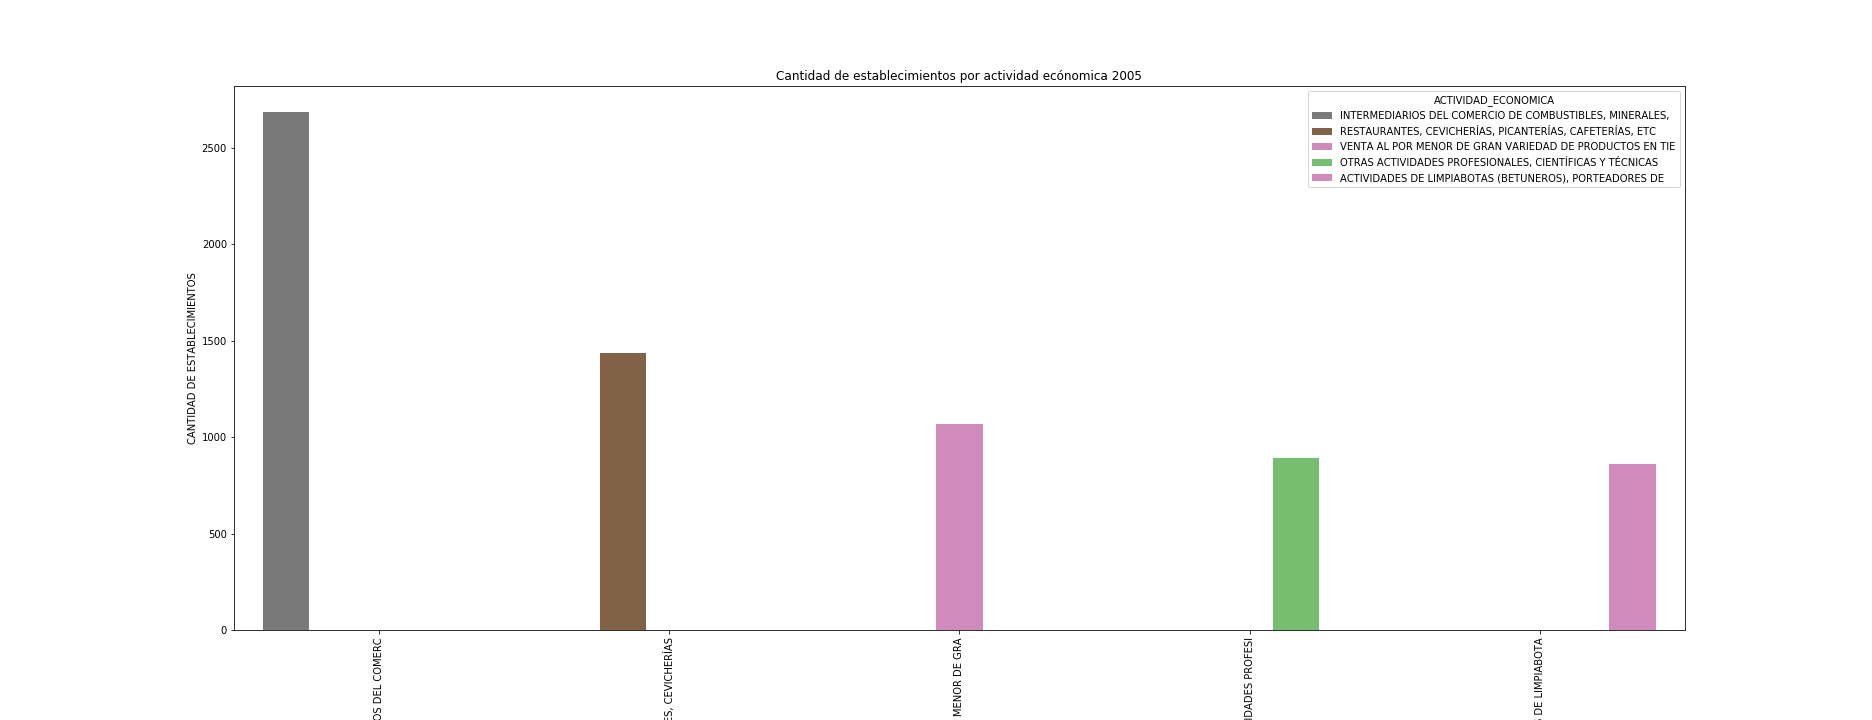 Cantidad de establecimientos por actividad ecónomica 2005
ACTIVIDAD_ECONOMICA
INTERMEDIARIOS DEL COMERCIO DE COMBUSTIBLES, MINERALES,
RESTAURANTES, CEVICHERÍAS, PICANTERÍAS, CAFETERÍAS, ETC
VENTA AL POR MENOR DE GRAN VARIEDAD DE PRODUCTOS EN TIE
OTRAS ACTIVIDADES PROFESIONALES, CIENTÍFICAS Y TÉCNICAS
ACTIVIDADES DE LIMPIABOTAS (BETUNEROS), PORTEADORES DE
CANTIDAD DE ESTABLECIMIENTOS
2500
2000
1500
1000
500
0
OS DEL COMERC
ES, CEVICHERÍAS
MENOR DE GRA
IDADES PROFESI
DE LIMPIABOTA